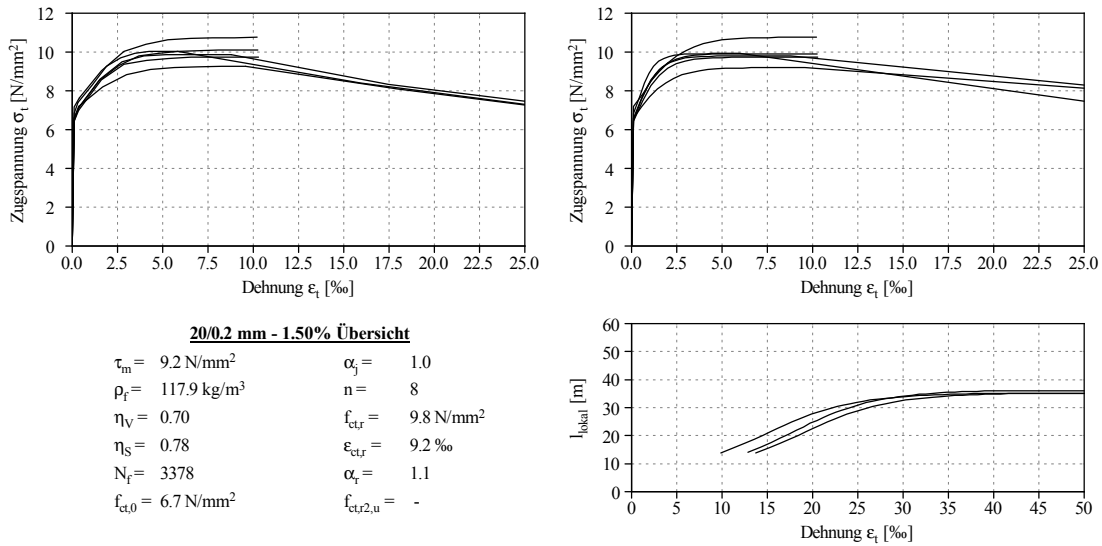 Zugspannung σt [N/mm²]
12
10
8
6
4
2
0
0.0 2.5 5.0 7.5 10.0 12.5 15.0 17.5 20.0 22.5 25.0
Dehnung εt [‰]
Zugspannung σt [N/mm²]
12
10
8
6
4
2
0
0.0 2.5 5.0 7.5 10.0 12.5 15.0 17.5 20.0 22.5 25.0
Dehnung εt [‰]
20/0.2 mm - 1.50% Übersicht
τm = 9.2 N/mm² αj = 1.0
ρf = 117.9 kg/m³ n = 8
ηV = 0.70 fct,r = 9.8 N/mm²
ηS = 0.78 εct,r = 9.2 ‰
Nf = 3378 αr = 1.1
fct,0 = 6.7 N/mm² fct,r2,u = -
llokal [m]
60
50
40
30
20
10
0
0 5 10 15 20 25 30 35 40 45 50
Dehnung εt [‰]